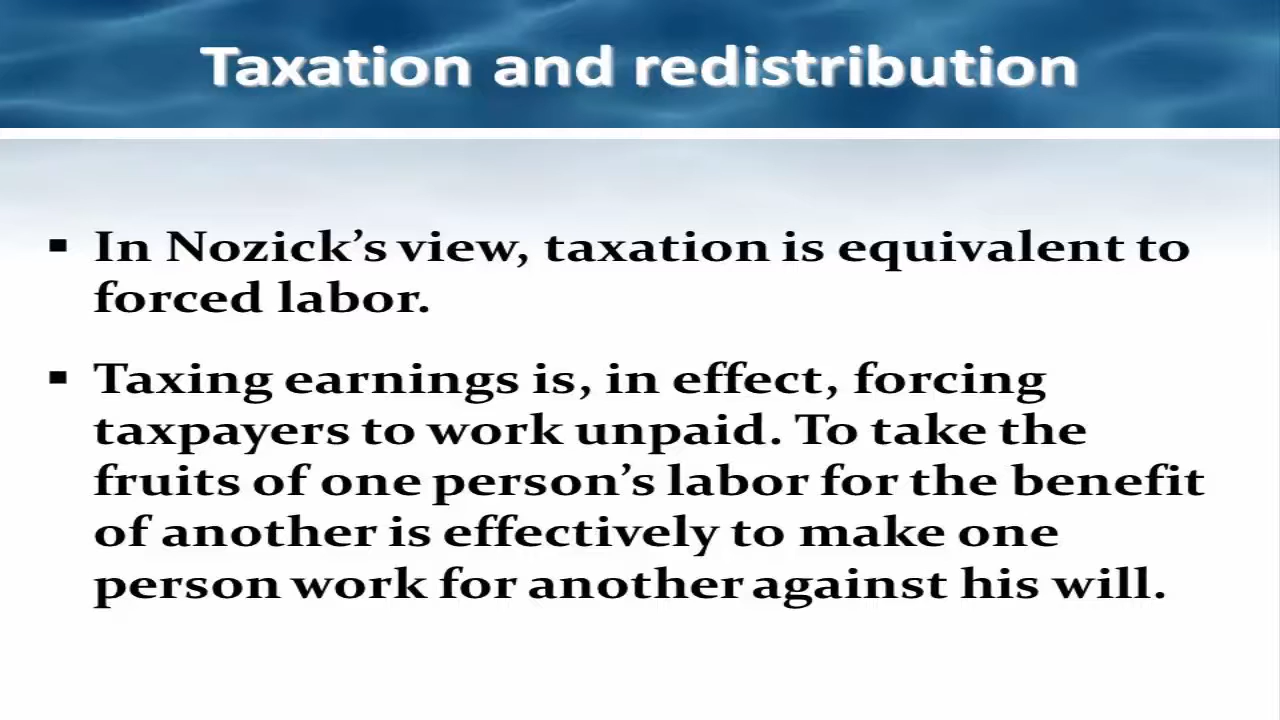 Taxation and redistribution
▪ In Nozick’s view, taxation is equivalent to
forced labor.
▪ Taxing earnings is, in effect, forcing
taxpayers to work unpaid. To take the
fruits of one person’s labor for the benefit
of another is effectively to make one
person work for another against his will.